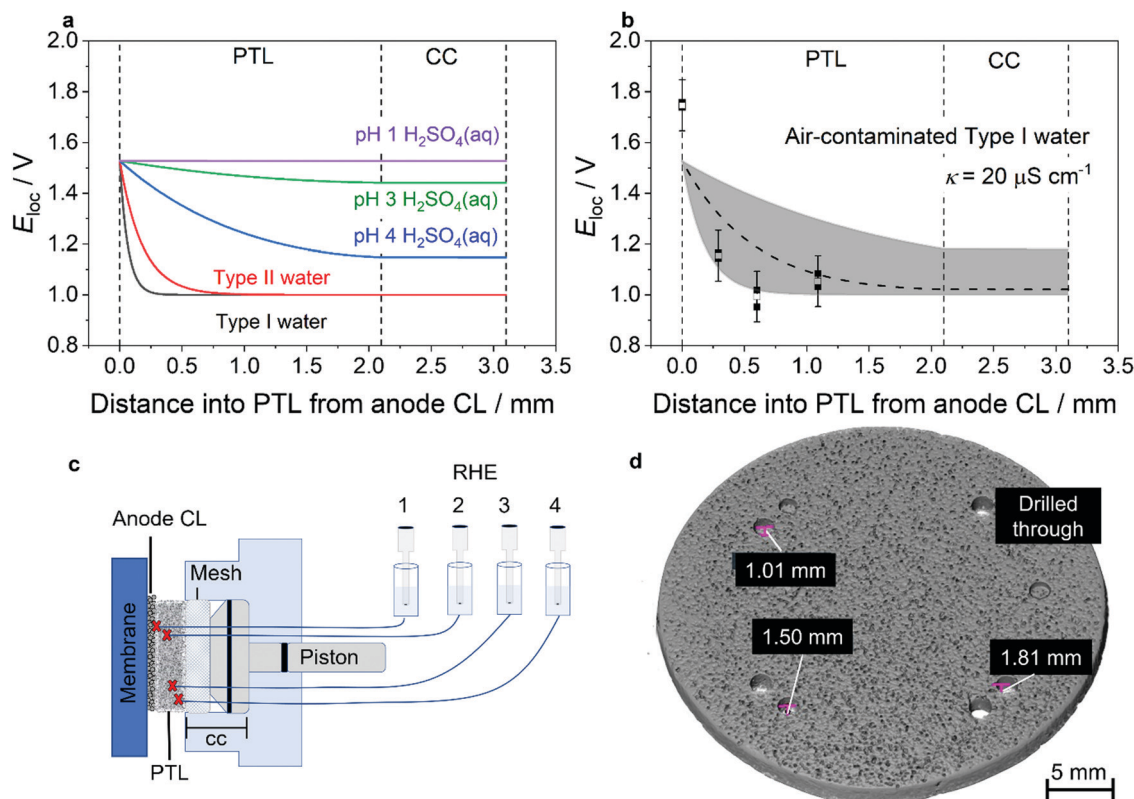 a
2.0
1.8
1.6
1.4
1.2
1.0
0.8
E_loc / V
PTL
CC
pH 1 H₂SO₄(aq)
pH 3 H₂SO₄(aq)
pH 4 H₂SO₄(aq)
Type II water
Type I water
0.0 0.5 1.0 1.5 2.0 2.5 3.0 3.5
Distance into PTL from anode CL / mm
b
2.0
1.8
1.6
1.4
1.2
1.0
0.8
E_loc / V
PTL
CC
Air-contaminated Type I water
κ = 20 μS cm⁻¹
0.0 0.5 1.0 1.5 2.0 2.5 3.0 3.5
Distance into PTL from anode CL / mm
c
RHE
1 2 3 4
Anode CL
Mesh
Membrane
Piston
CC
PTL
d
Drilled
through
1.01 mm
1.50 mm
1.81 mm
5 mm